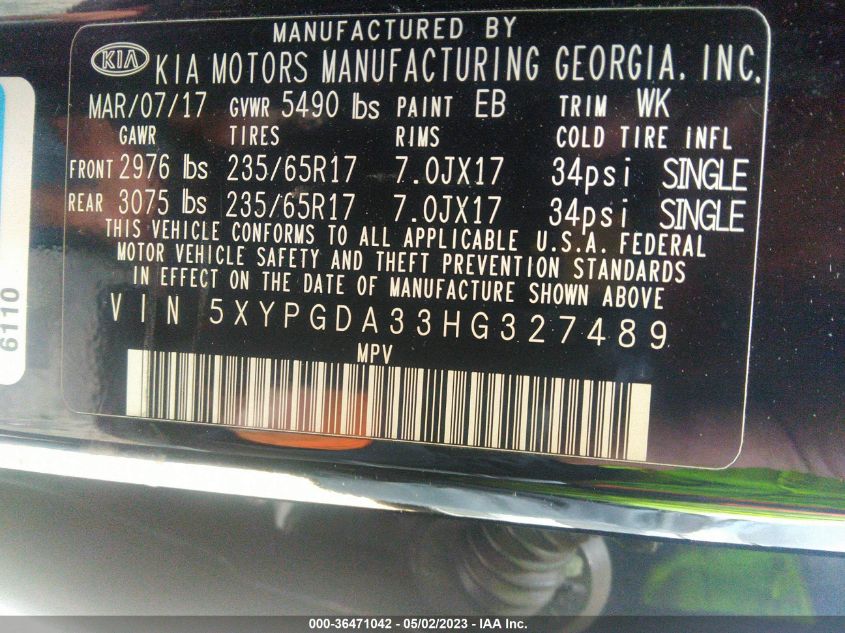 MANUFACTURED BY
KIA KIA MOTORS MANUFACTURING GEORGIA, INC.
MAR/07/17 GVWR 5490 lbs PAINT EB TRIM WK
GAWR TIRES RIMS COLD TIRE INFL
FRONT 2976 lbs 235/65R17 7.0JX17 34psi SINGLE
REAR 3075 lbs 235/65R17 7.0JX17 34psi SINGLE
THIS VEHICLE CONFORMS TO ALL APPLICABLE U.S.A. FEDERAL
MOTOR VEHICLE SAFETY AND THEFT PREVENTION STANDARDS
IN EFFECT ON THE DATE OF MANUFACTURE SHOWN ABOVE
VIN 5XYPGDA33HG327489
MPV
6110
000-36471042 - 05/02/2023 - IAA Inc.